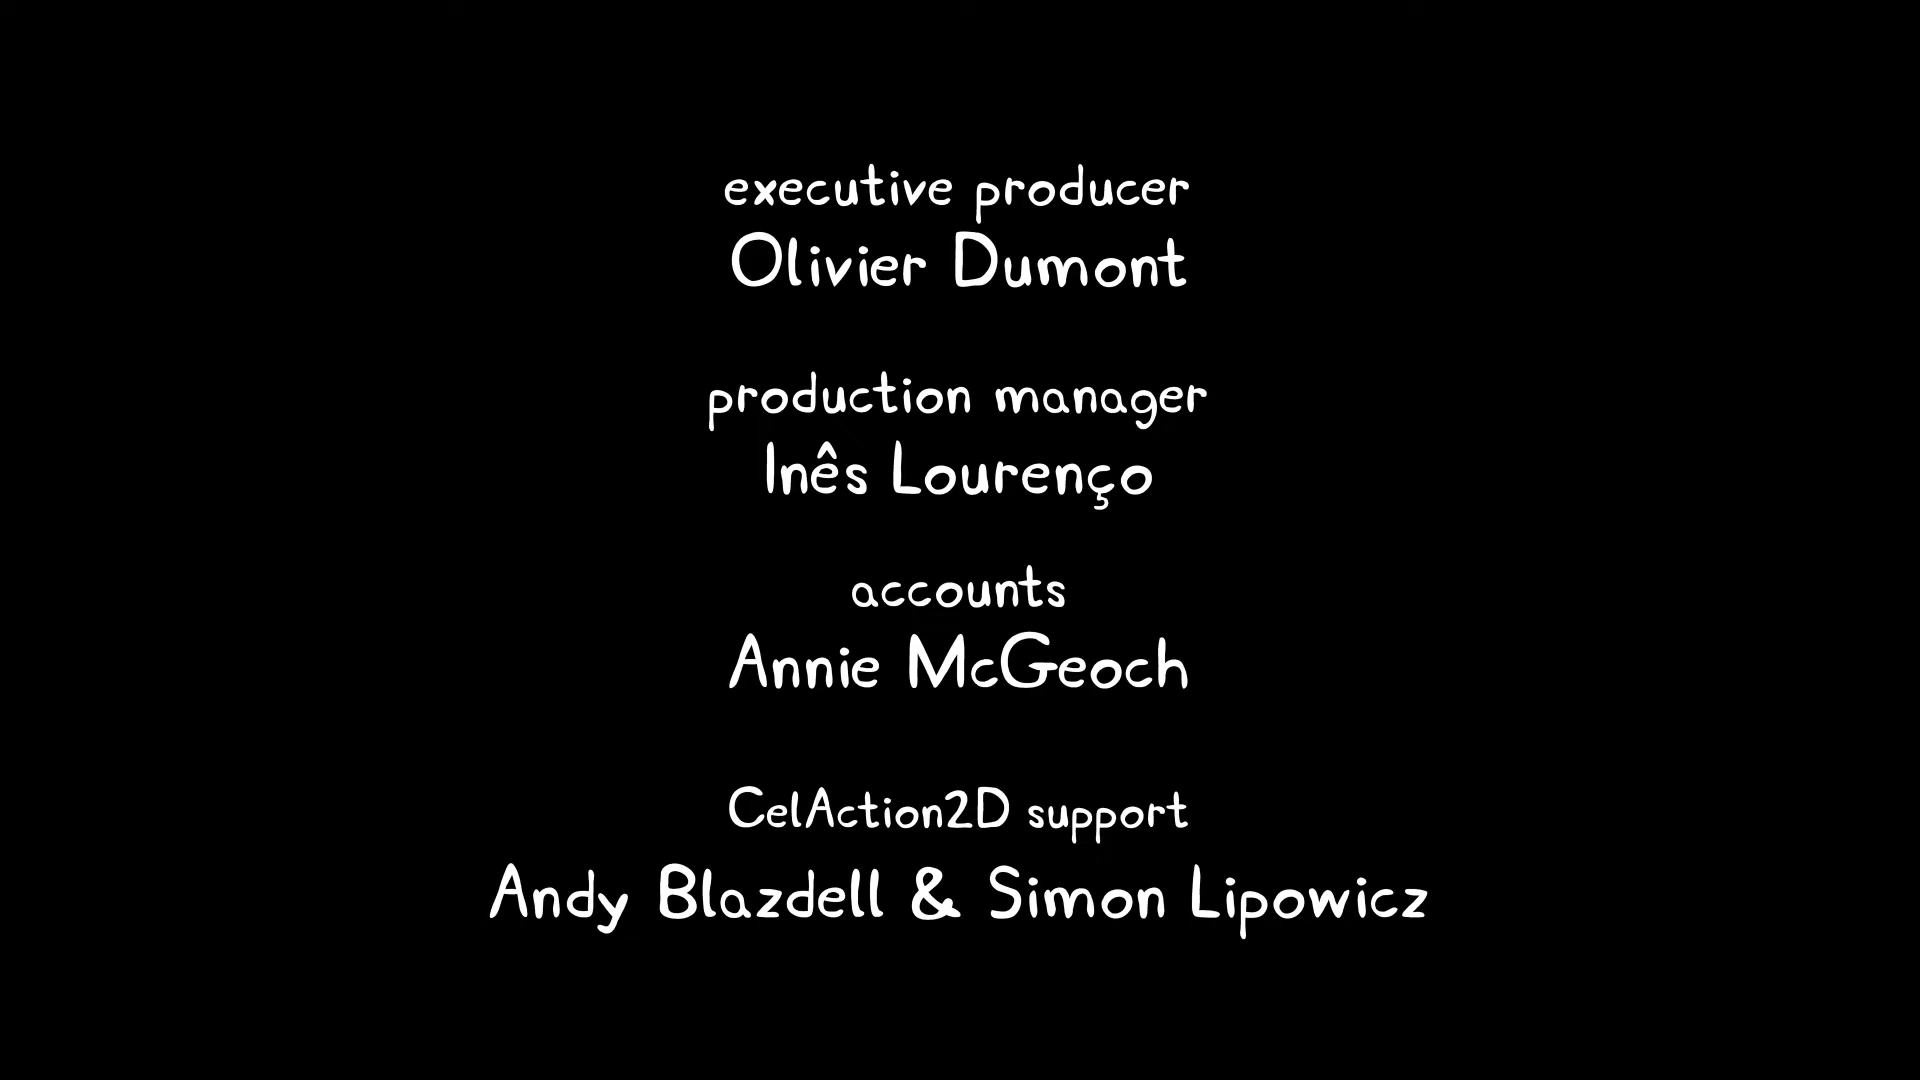 executive producer
Olivier Dumont
production manager
Inês Lourenço
accounts
Annie McGeoch
CelAction2D support
Andy Blazdell & Simon Lipowicz